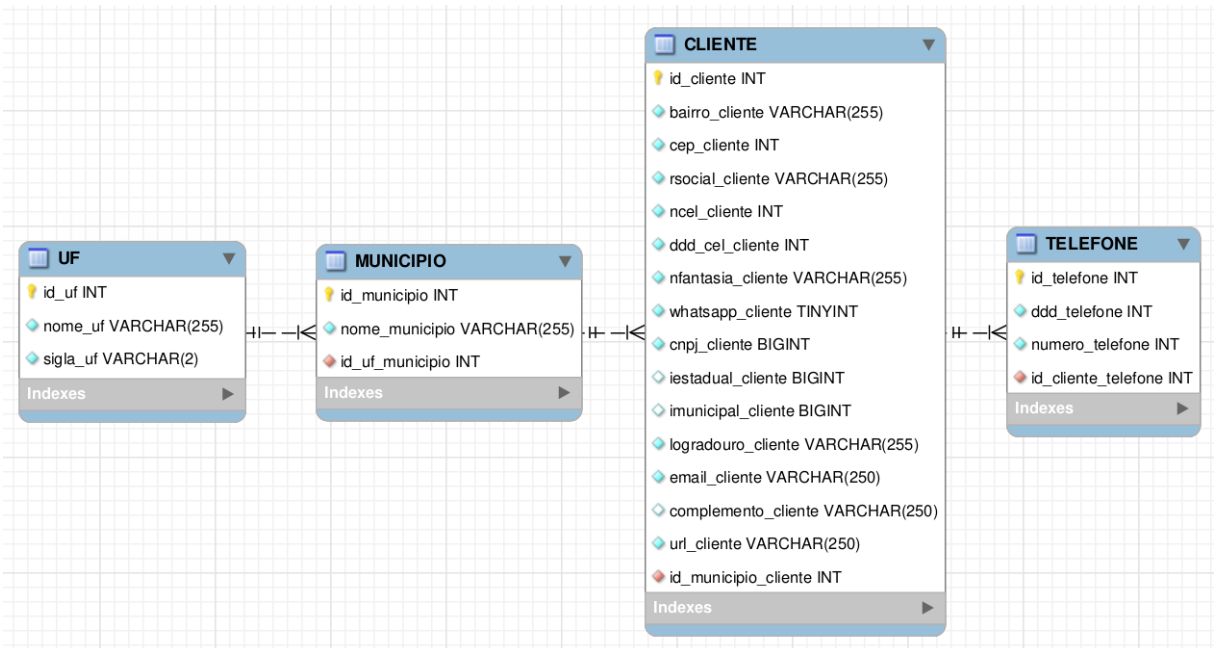 UF
id_uf INT
nome_uf VARCHAR(255)
sigla_uf VARCHAR(2)
Indexes
MUNICIPIO
id_municipio INT
nome_municipio VARCHAR(255)
id_uf_municipio INT
Indexes
CLIENTE
id_cliente INT
bairro_cliente VARCHAR(255)
cep_cliente INT
rsocial_cliente VARCHAR(255)
ncel_cliente INT
ddd_cel_cliente INT
nfantasia_cliente VARCHAR(255)
whatsapp_cliente TINYINT
cnpj_cliente BIGINT
iestadual_cliente BIGINT
imunicipal_cliente BIGINT
logradouro_cliente VARCHAR(255)
email_cliente VARCHAR(250)
complemento_cliente VARCHAR(250)
url_cliente VARCHAR(250)
id_municipio_cliente INT
Indexes
TELEFONE
id_telefone INT
ddd_telefone INT
numero_telefone INT
id_cliente_telefone INT
Indexes